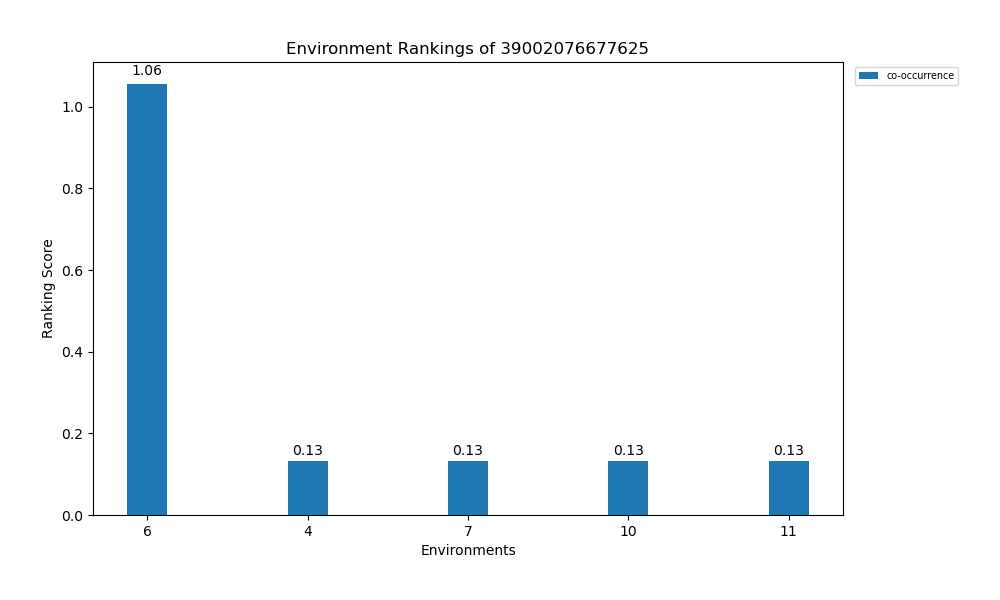 Environment Rankings of 39002076677625
1.06
co-occurrence
1.0
0.8
0.6
0.4
0.2
0.0
Ranking Score
0.13 0.13 0.13 0.13
6 4 7 10 11
Environments